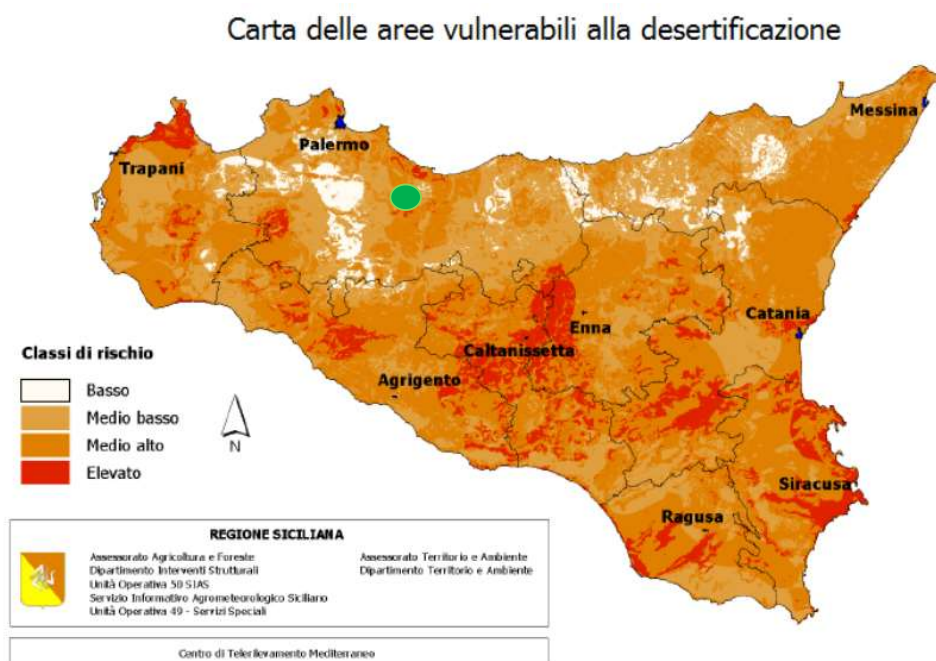 Carta delle aree vulnerabili alla desertificazione
Messina
Palermo
Trapani
Catania
Enna
Caltanissetta
Agrigento
Siracusa
Ragusa
Classi di rischio
Basso
Medio basso
Medio alto
Elevato
N
REGIONE SICILIANA
Assessorato Agricoltura e Foreste
Dipartimento Interventi Strutturali
Unità Operativa 50 SIAS
Servizio Informativo Agrometeorologico Siciliano
Unità Operativa 49 - Servizi Speciali
Assessorato Territorio e Ambiente
Dipartimento Territorio e Ambiente
Centro di Telerilevamento Mediterraneo